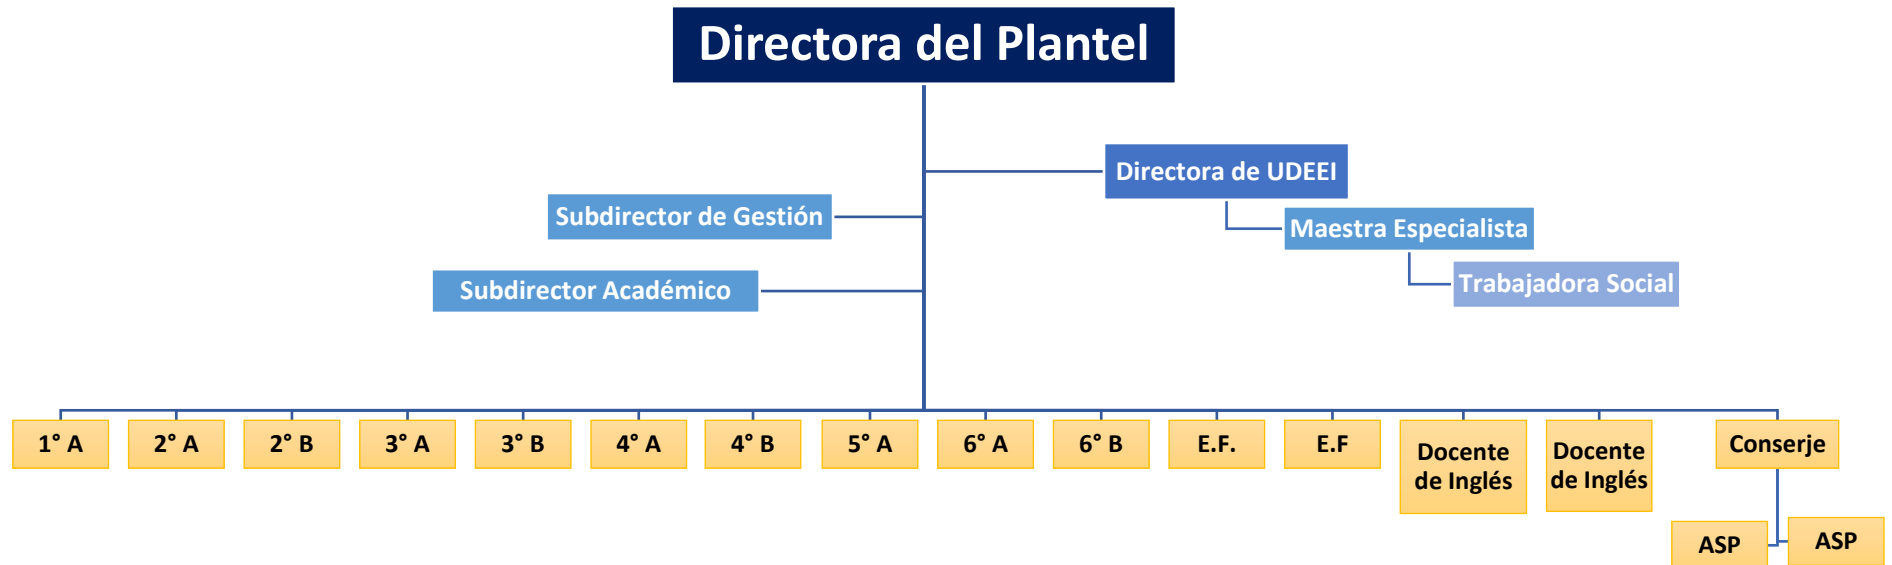 Directora del Plantel
Directora de UDEEI
Subdirector de Gestión
Maestra Especialista
Trabajadora Social
Subdirector Académico
1° A
2° A
2° B
3° A
3° B
4° A
4° B
5° A
6° A
6° B
E.F.
E.F
Docente
de Inglés
Docente
de Inglés
Conserje
ASP
ASP